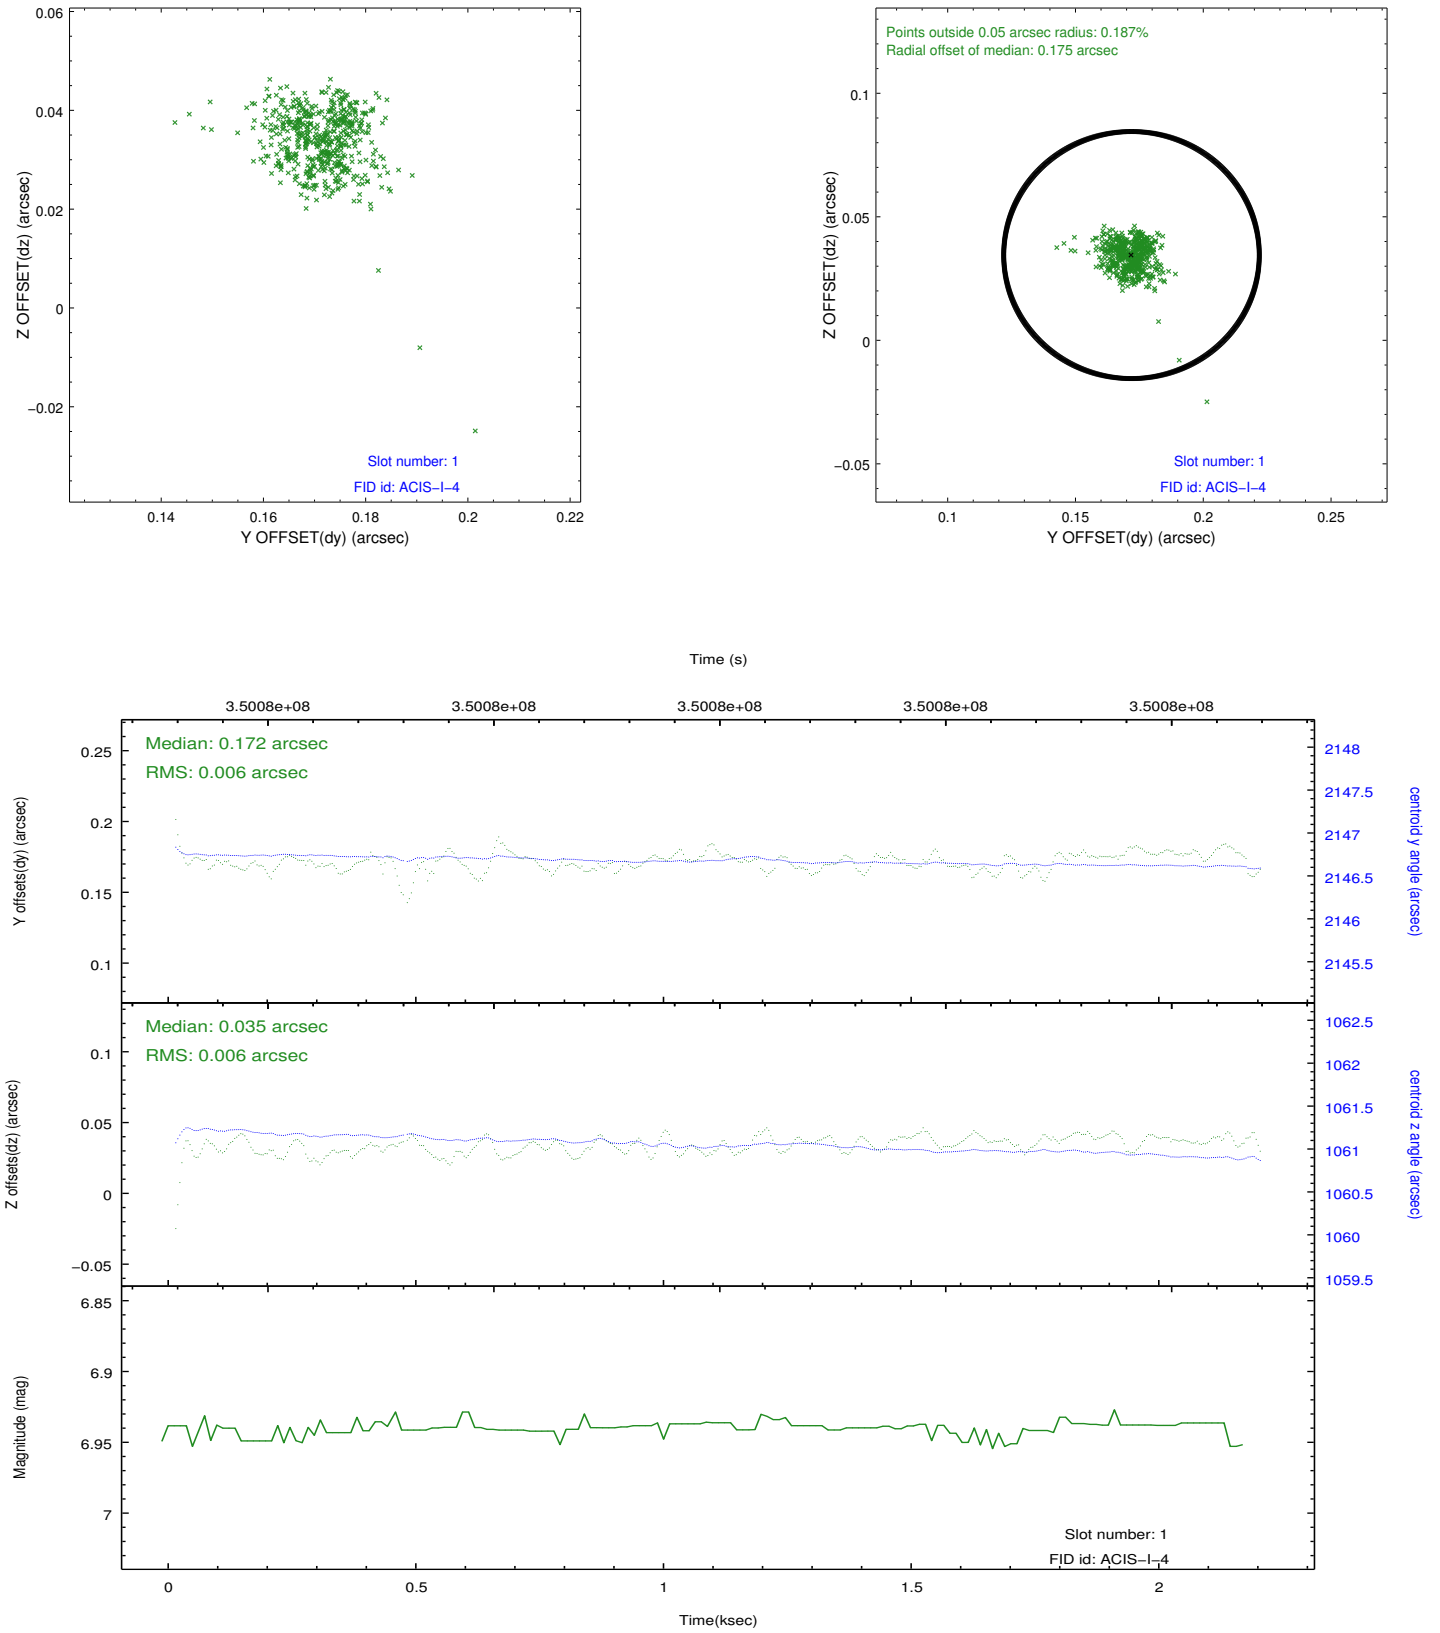 0.06
0.04
0.02
0
−0.02
Z OFFSET(dz) (arcsec)
Slot number: 1
FID id: ACIS−I−4
0.14 0.16 0.18 0.2 0.22
Y OFFSET(dy) (arcsec)
Points outside 0.05 arcsec radius: 0.187%
Radial offset of median: 0.175 arcsec
0.1
0.05
0
−0.05
Z OFFSET(dz) (arcsec)
Slot number: 1
FID id: ACIS−I−4
0.1 0.15 0.2 0.25
Y OFFSET(dy) (arcsec)
Time (s)
3.5008e+08 3.5008e+08 3.5008e+08 3.5008e+08 3.5008e+08
Median: 0.172 arcsec
RMS: 0.006 arcsec
0.25
0.2
0.15
0.1
Y offsets(dy) (arcsec)
2148
2147.5
2147
2146.5
2146
2145.5
centroid y angle (arcsec)
Median: 0.035 arcsec
RMS: 0.006 arcsec
0.1
0.05
0
−0.05
Z offsets(dz) (arcsec)
1062.5
1062
1061.5
1061
1060.5
1060
1059.5
centroid z angle (arcsec)
6.85
6.9
6.95
7
Magnitude (mag)
Slot number: 1
FID id: ACIS−I−4
0 0.5 1 1.5 2
Time(ksec)